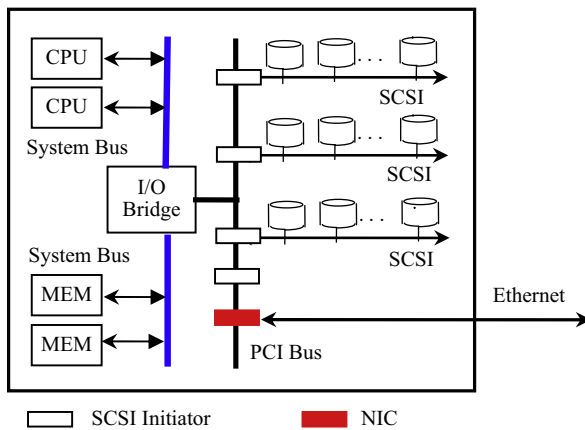 CPU
CPU
System Bus
I/O
Bridge
System Bus
MEM
MEM
. . .
SCSI
. . .
SCSI
. . .
SCSI
Ethernet
PCI Bus
SCSI Initiator
NIC